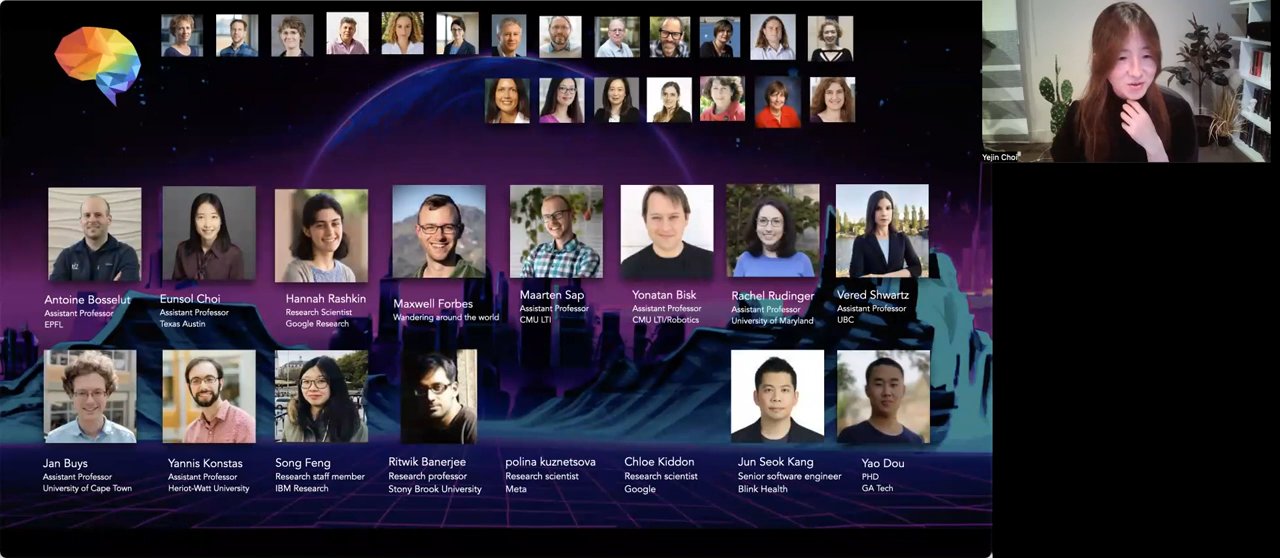 Yejin Choi
Antoine Bosselut
Assistant Professor
EPFL
Eunsol Choi
Assistant Professor
Texas Austin
Hannah Rashkin
Research Scientist
Google Research
Maxwell Forbes
Wandering around the world
Maarten Sap
Assistant Professor
CMU LTI
Yonatan Bisk
Assistant Professor
CMU LTI/Robotics
Rachel Rudinger
Assistant Professor
University of Maryland
Vered Shwartz
Assistant Professor
UBC
Jan Buys
Assistant Professor
University of Cape Town
Yannis Konstas
Assistant Professor
Heriot-Watt University
Song Feng
Research staff member
IBM Research
Ritwik Banerjee
Research professor
Stony Brook University
polina kuznetsova
Research scientist
Meta
Chloe Kiddon
Research scientist
Google
Jun Seok Kang
Senior software engineer
Blink Health
Yao Dou
PHD
GA Tech